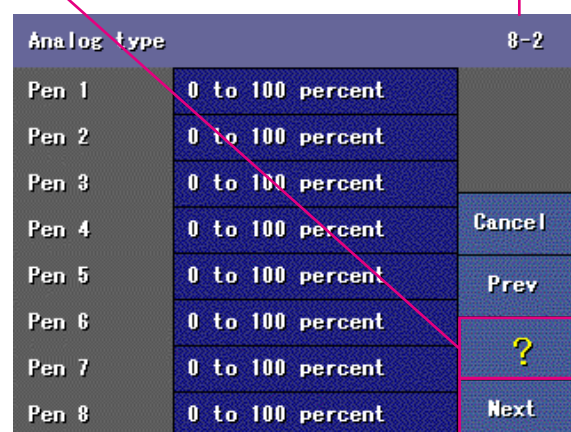 Analog type 8-2
Pen 1 0 to 100 percent
Pen 2 0 to 100 percent
Pen 3 0 to 100 percent
Pen 4 0 to 100 percent
Cancel
Pen 5 0 to 100 percent
Prev
Pen 6 0 to 100 percent
?
Pen 7 0 to 100 percent
Pen 8 0 to 100 percent
Next